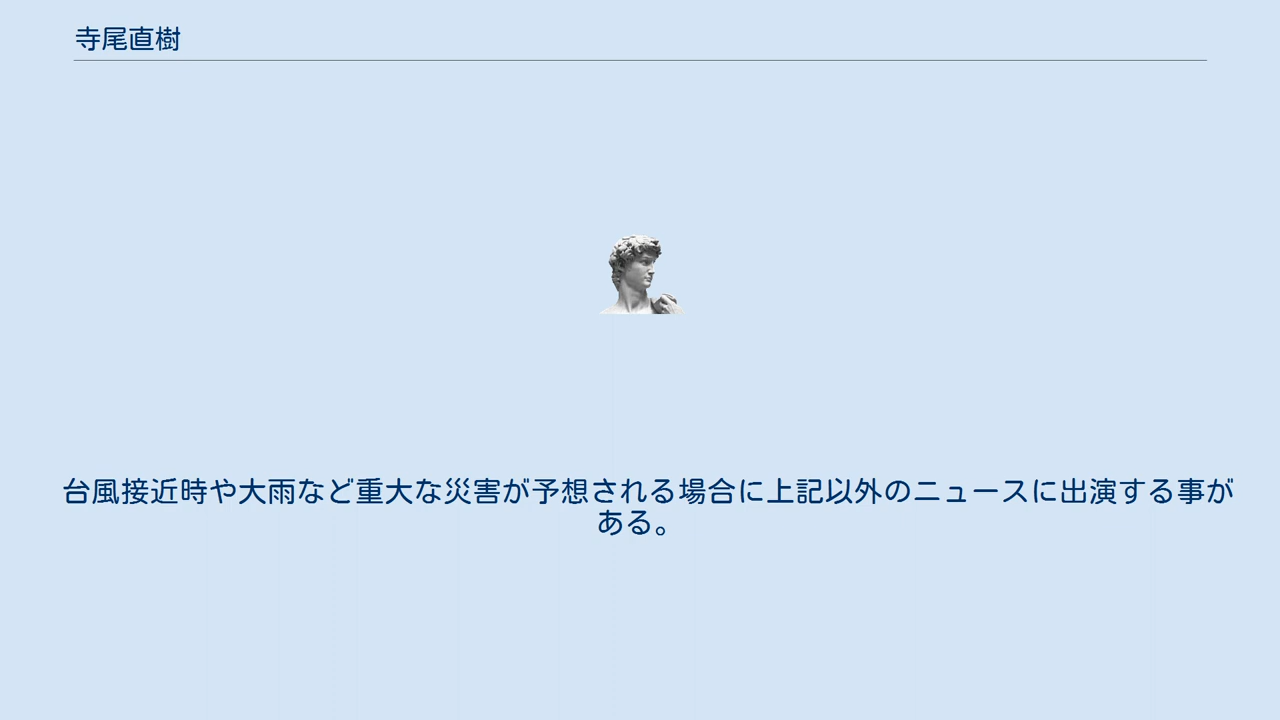 寺尾直樹
台風接近時や大雨など重大な災害が予想される場合に上記以外のニュースに出演する事が
ある。